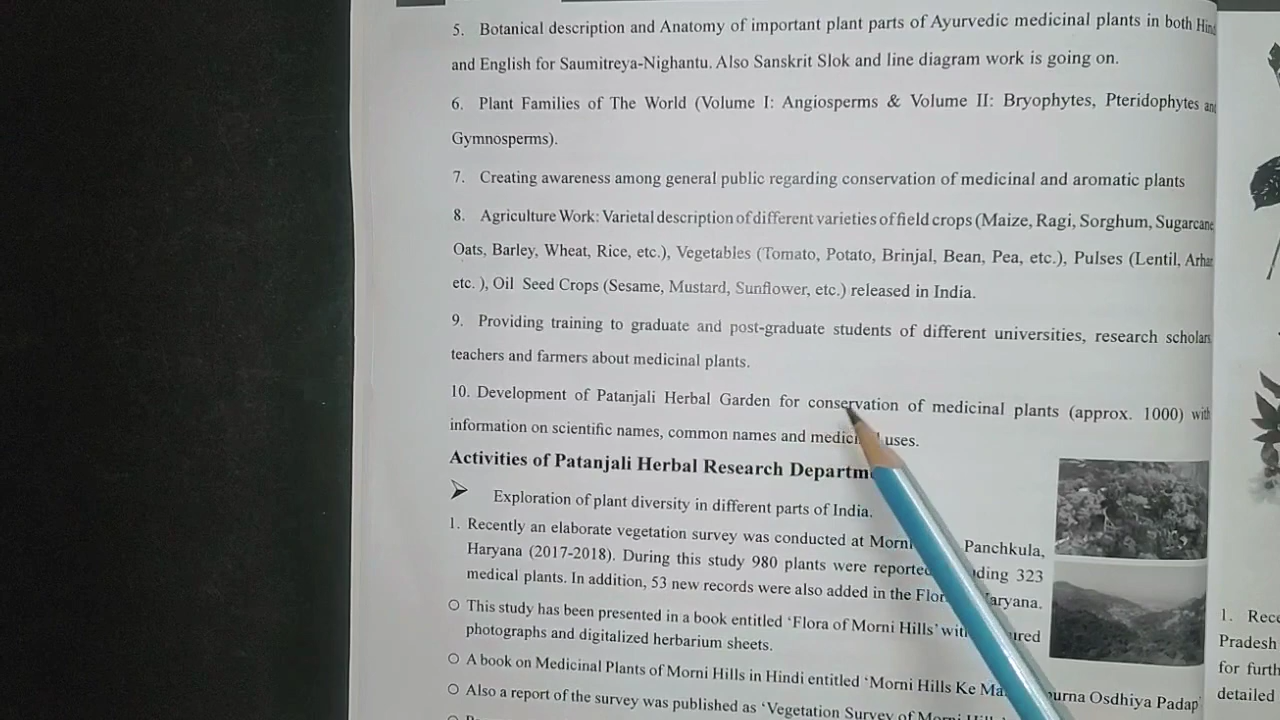 5. Botanical description and Anatomy of important plant parts of Ayurvedic medicinal plants in both
and English for Saumitreya-Nighantu. Also Sanskrit Slok and line diagram work is going on.
6. Plant Families of The World (Volume I: Angiosperms & Volume II: Bryophytes, Pteridophytes and
Gymnosperms).
7. Creating awareness among general public regarding conservation of medicinal and aromatic plants
8. Agriculture Work: Varietal description of different varieties of field crops (Maize, Ragi, Sorghum, Sugarcane
Oats, Barley, Wheat, Rice, etc.), Vegetables (Tomato, Potato, Brinjal, Bean, Pea, etc.), Pulses (Lentil, Arhar
etc. ), Oil Seed Crops (Sesame, Mustard, Sunflower, etc.) released in India.
9. Providing training to graduate and post-graduate students of different universities, research scholars
teachers and farmers about medicinal plants.
10. Development of Patanjali Herbal Garden for conservation of medicinal plants (approx. 1000) with
information on scientific names, common names and uses.
Activities of Patanjali Herbal Research
➢ Exploration of plant diversity in different parts of India.
1. Recently an elaborate vegetation survey was conducted at Morni Panchkula,
Haryana (2017-2018). During this study 980 plants were reported 323
medical plants. In addition, 53 new records were also added in the Haryana.
○ This study has been presented in a book entitled ‘Flora of Morni Hills’
photographs and digitalized herbarium sheets.
○ A book on Medicinal Plants of Morni Hills in Hindi entitled ‘Morni Hills Ke Osdhiya Padap
○ Also a report of the survey was published as ‘Vegetation Survey of Morni
1.
Pradesh
for
detailed